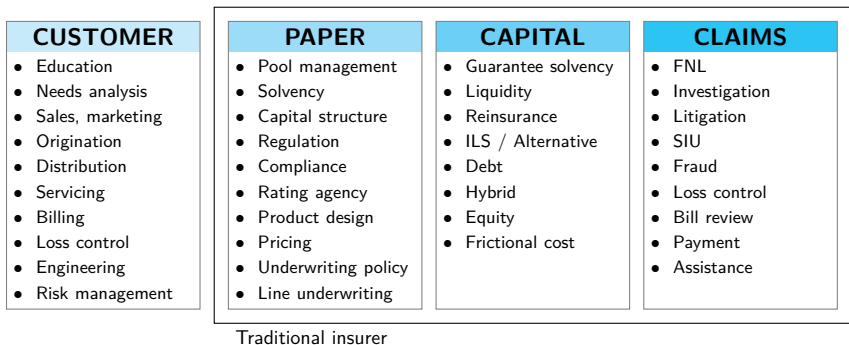 CUSTOMER
• Education
• Needs analysis
• Sales, marketing
• Origination
• Distribution
• Servicing
• Billing
• Loss control
• Engineering
• Risk management
PAPER
• Pool management
• Solvency
• Capital structure
• Regulation
• Compliance
• Rating agency
• Product design
• Pricing
• Underwriting policy
• Line underwriting
CAPITAL
• Guarantee solvency
• Liquidity
• Reinsurance
• ILS / Alternative
• Debt
• Hybrid
• Equity
• Frictional cost
CLAIMS
• FNL
• Investigation
• Litigation
• SIU
• Fraud
• Loss control
• Bill review
• Payment
• Assistance
Traditional insurer